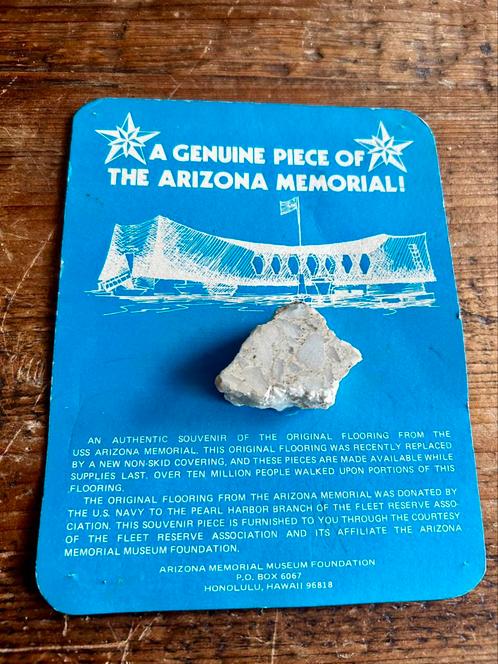 A GENUINE PIECE OF
THE ARIZONA MEMORIAL!
AN AUTHENTIC SOUVENIR OF THE ORIGINAL FLOORING FROM THE
USS ARIZONA MEMORIAL. THIS ORIGINAL FLOORING WAS RECENTLY REPLACED
BY A NEW NON-SKID COVERING, AND THESE PIECES ARE MADE AVAILABLE WHILE
SUPPLIES LAST. OVER TEN MILLION PEOPLE WALKED UPON PORTIONS OF THIS
FLOORING.
THE ORIGINAL FLOORING FROM THE ARIZONA MEMORIAL WAS DONATED BY
THE U.S. NAVY TO THE PEARL HARBOR BRANCH OF THE FLEET RESERVE ASSO-
CIATION. THIS SOUVENIR PIECE IS FURNISHED TO YOU THROUGH THE COURTESY
OF THE FLEET RESERVE ASSOCIATION AND ITS AFFILIATE THE ARIZONA
MEMORIAL MUSEUM FOUNDATION.
ARIZONA MEMORIAL MUSEUM FOUNDATION
P.O. BOX 6067
HONOLULU, HAWAII 96818